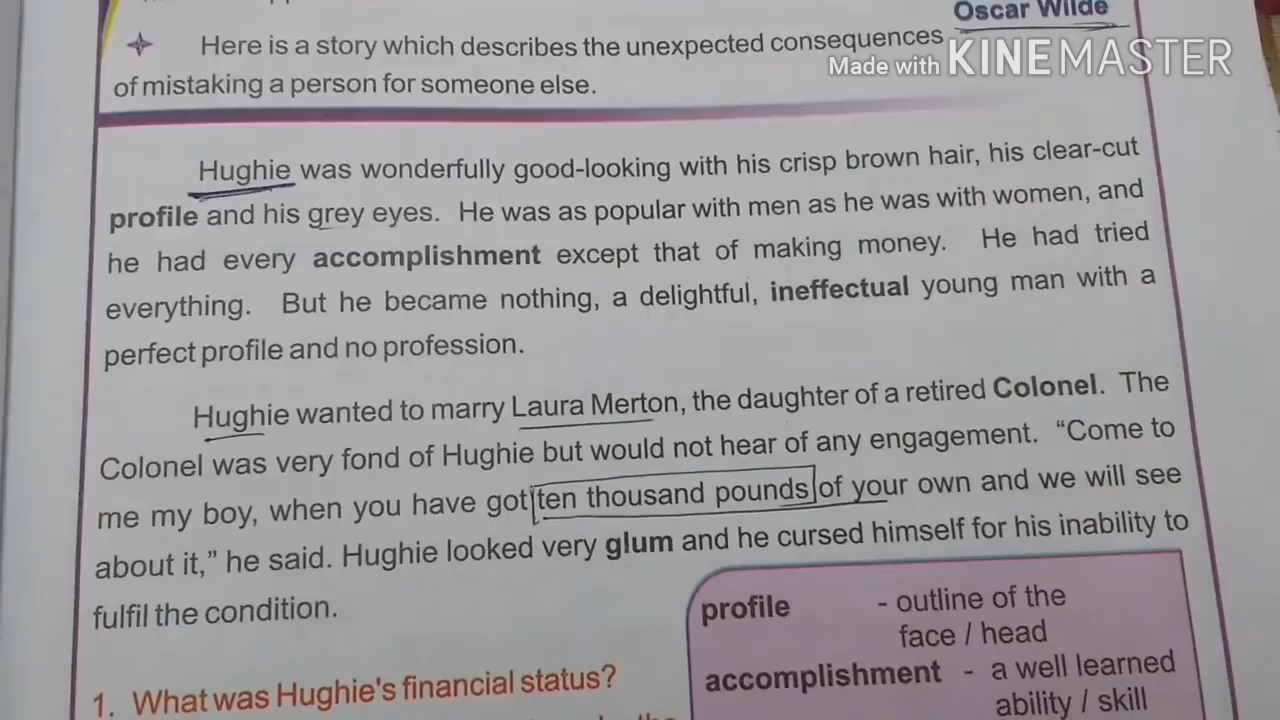 Oscar Wilde
Here is a story which describes the unexpected consequences
Made with KINEMASTER
of mistaking a person for someone else.
Hughie was wonderfully good-looking with his crisp brown hair, his clear-cut
profile and his grey eyes. He was as popular with men as he was with women, and
he had every accomplishment except that of making money. He had tried
everything. But he became nothing, a delightful, ineffectual young man with a
perfect profile and no profession.
Hughie wanted to marry Laura Merton, the daughter of a retired Colonel. The
Colonel was very fond of Hughie but would not hear of any engagement. “Come to
me my boy, when you have got ten thousand pounds of your own and we will see
about it,” he said. Hughie looked very glum and he cursed himself for his inability to
fulfil the condition.
1. What was Hughie's financial status?
profile - outline of the
face / head
accomplishment - a well learned
ability / skill